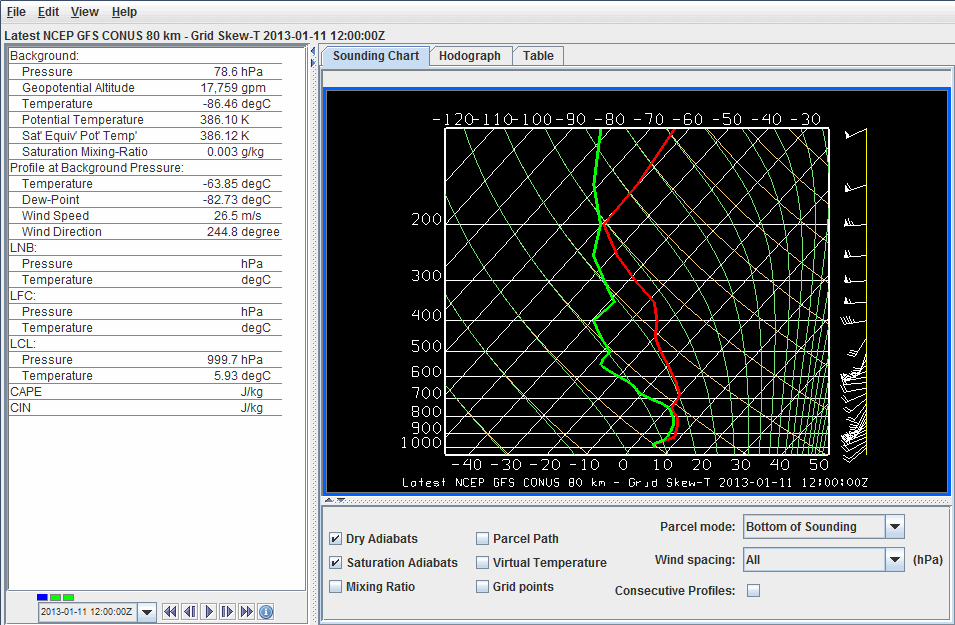 File Edit View Help
Latest NCEP GFS CONUS 80 km - Grid Skew-T 2013-01-11 12:00:00Z
Background:
Pressure 78.6 hPa
Geopotential Altitude 17,759 gpm
Temperature -86.46 degC
Potential Temperature 386.10 K
Sat' Equiv' Pot' Temp' 386.12 K
Saturation Mixing-Ratio 0.003 g/kg
Profile at Background Pressure:
Temperature -63.85 degC
Dew-Point -82.73 degC
Wind Speed 26.5 m/s
Wind Direction 244.8 degree
LNB:
Pressure hPa
Temperature degC
LFC:
Pressure hPa
Temperature degC
LCL:
Pressure 999.7 hPa
Temperature 5.93 degC
CAPE J/kg
CIN J/kg
2013-01-11 12:00:00Z
Sounding Chart Hodograph Table
-120 -110 -100 -90 -80 -70 -60 -50 -40 -30
200
300
400
500
600
700
800
900
1000
-40 -30 -20 -10 0 10 20 30 40 50
Latest NCEP GFS CONUS 80 km - Grid Skew-T 2013-01-11 12:00:00Z
Dry Adiabats Parcel Path Parcel mode: Bottom of Sounding
Saturation Adiabats Virtual Temperature Wind spacing: All (hPa)
Mixing Ratio Grid points Consecutive Profiles: